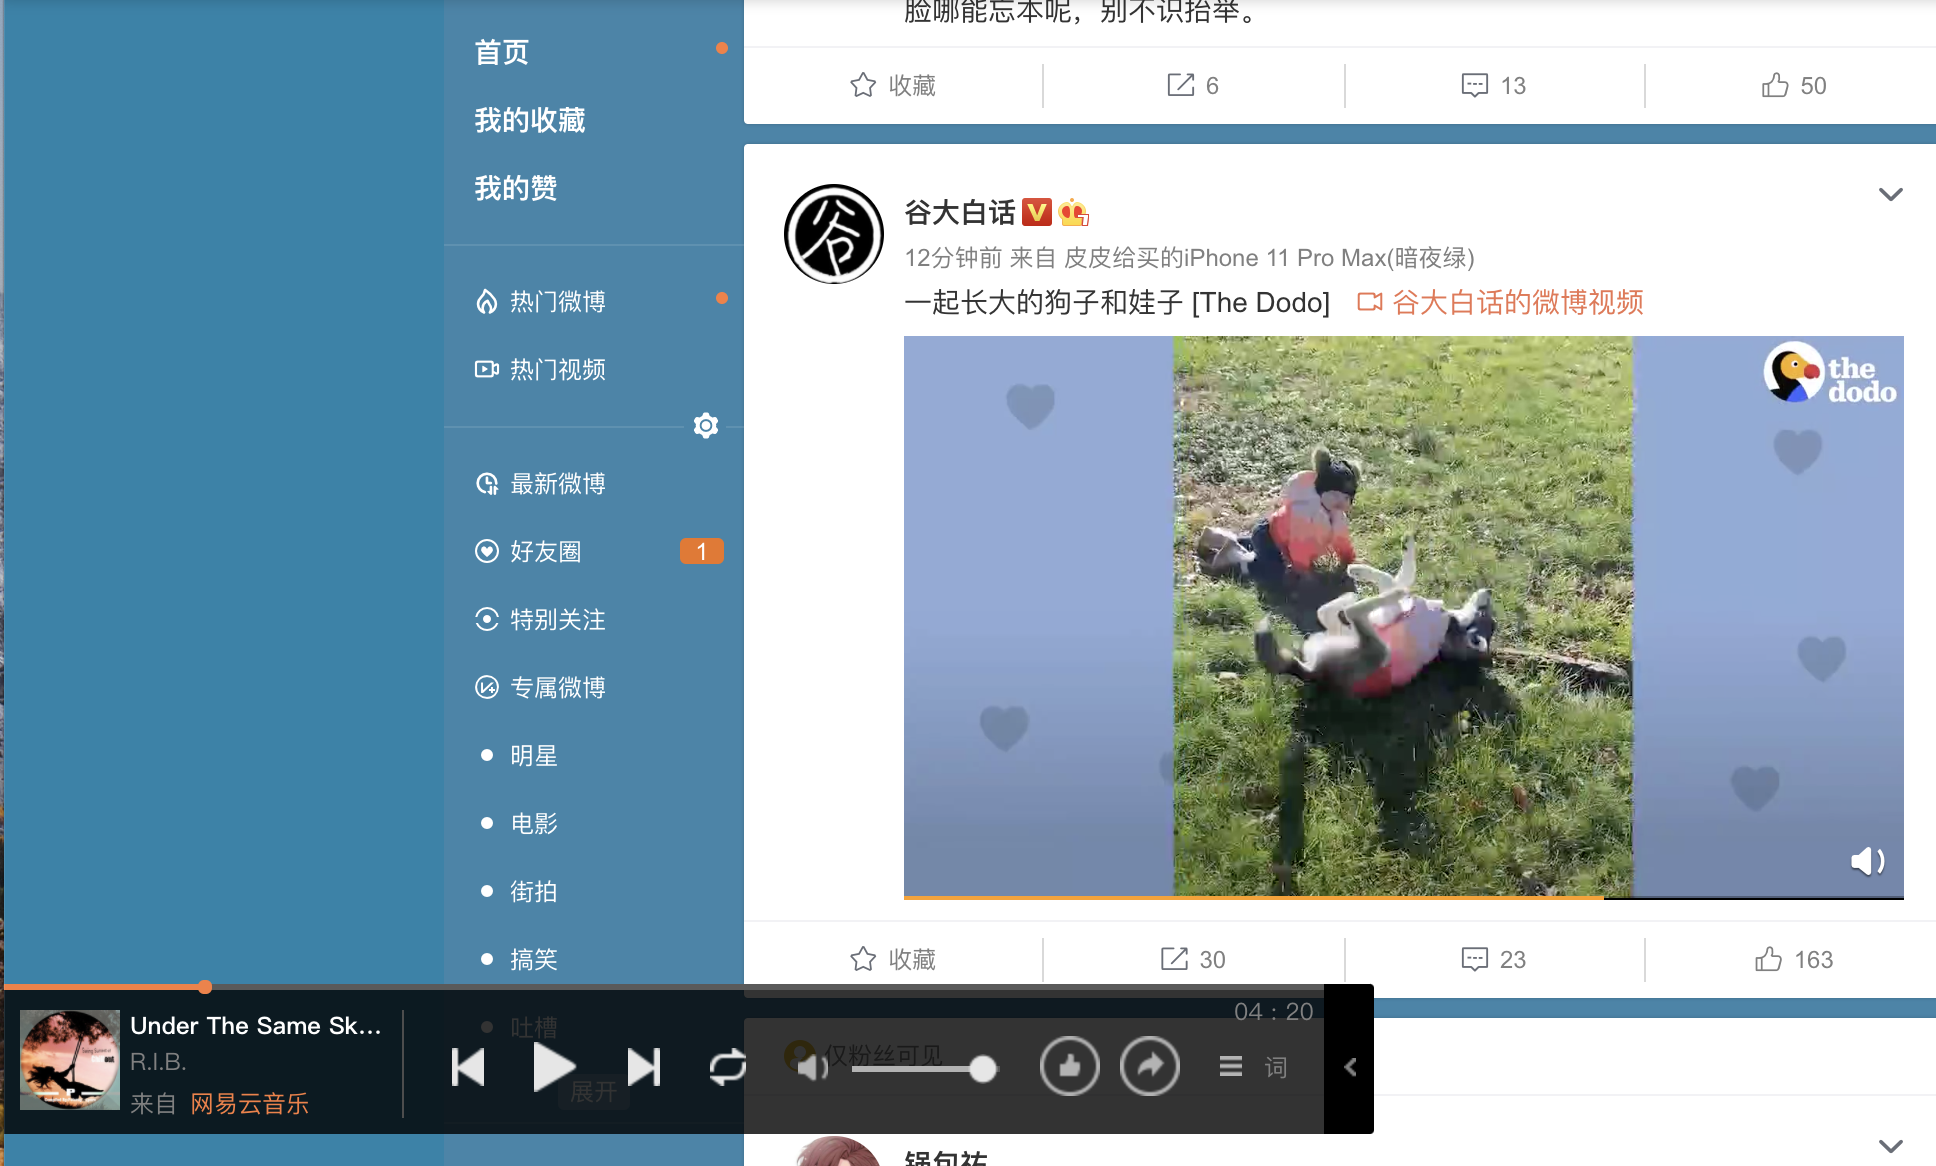 脸哪能忘本呢，别不识抬举。
收藏
6
13
50
首页
我的收藏
我的赞
热门微博
热门视频
最新微博
好友圈
1
特别关注
专属微博
明星
电影
街拍
搞笑
吐槽
展开
谷大白话
12分钟前 来自 皮皮给买的iPhone 11 Pro Max(暗夜绿)
一起长大的狗子和娃子 [The Dodo] 谷大白话的微博视频
谷
the
dodo
收藏
30
23
163
Under The Same Sk...
R.I.B.
来自 网易云音乐
04 : 20
词
仅粉丝可见
锅包祐